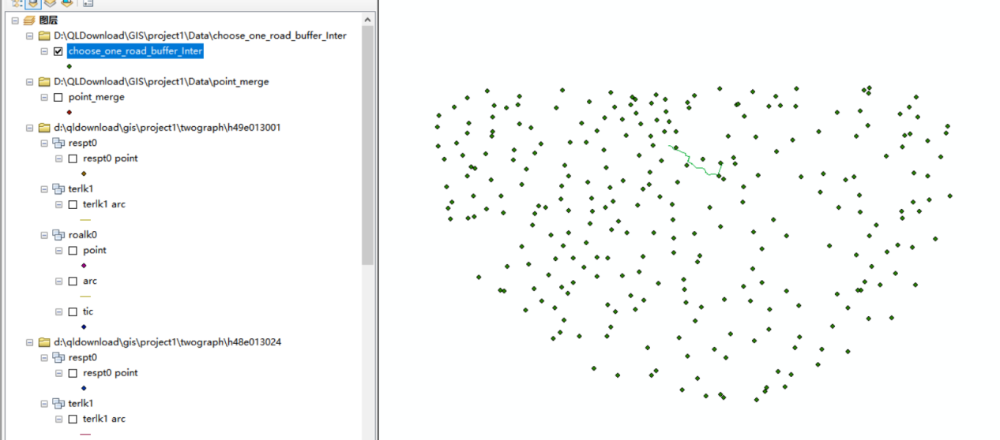 图层
D:\QLDownload\GIS\project1\Data\choose_one_road_buffer_Inter
choose_one_road_buffer_Inter
D:\QLDownload\GIS\project1\Data\point_merge
point_merge
d:\qldownload\gis\project1\twograph\h49e013001
respt0
respt0 point
terlk1
terlk1 arc
roalk0
point
arc
tic
d:\qldownload\gis\project1\twograph\h48e013024
respt0
respt0 point
terlk1
terlk1 arc